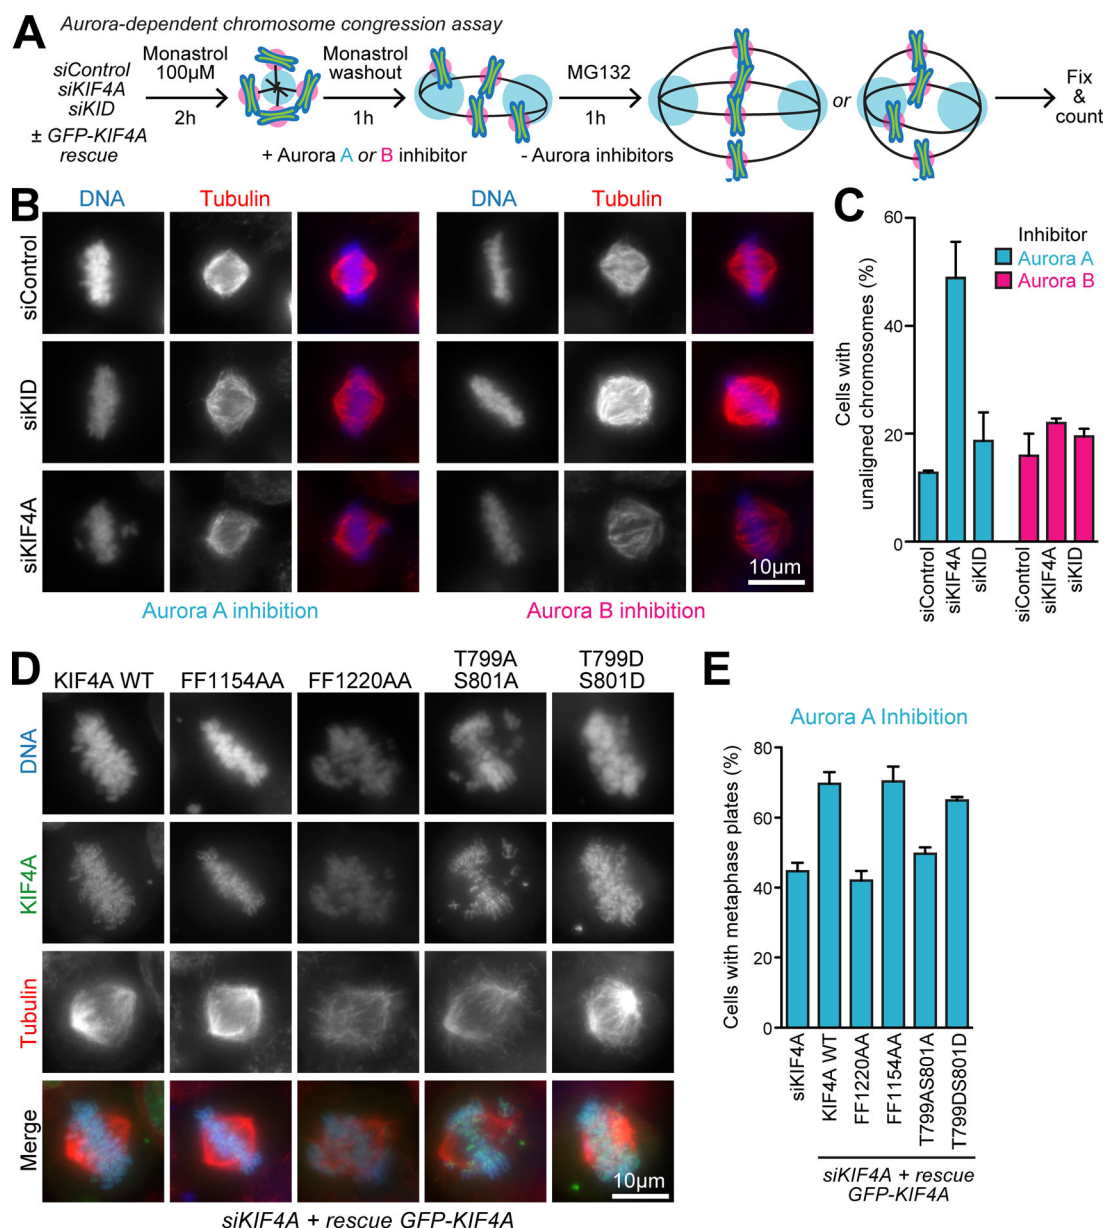 A
Aurora-dependent chromosome congression assay
siControl
siKIF4A
siKID
± GFP-KIF4A
rescue
Monastrol
100µM
2h
Monastrol
washout
1h
+ Aurora A or B inhibitor
MG132
1h
- Aurora inhibitors
or
Fix
&
count
B
DNA
Tubulin
DNA
Tubulin
siControl
siKID
siKIF4A
10µm
Aurora A inhibition
Aurora B inhibition
C
Cells with
unaligned chromosomes (%)
60
40
20
0
Inhibitor
Aurora A
Aurora B
siControl
siKIF4A
siKID
siControl
siKIF4A
siKID
D
KIF4A WT
FF1154AA
FF1220AA
T799A
S801A
T799D
S801D
DNA
KIF4A
Tubulin
Merge
10µm
siKIF4A + rescue GFP-KIF4A
E
Aurora A Inhibition
Cells with metaphase plates (%)
80
60
40
20
0
siKIF4A
KIF4A WT
FF1220AA
FF1154AA
T799AS801A
T799DS801D
siKIF4A + rescue
GFP-KIF4A